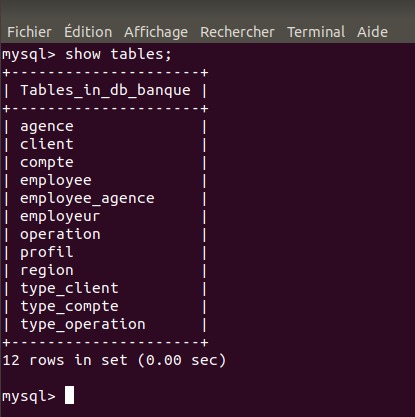 Fichier Édition Affichage Rechercher Terminal Aide
mysql> show tables;
+---------------------+
| Tables_in_db_banque |
+---------------------+
| agence              |
| client              |
| compte              |
| employee            |
| employee_agence     |
| employeur           |
| operation           |
| profil              |
| region              |
| type_client         |
| type_compte         |
| type_operation      |
+---------------------+
12 rows in set (0.00 sec)
mysql>